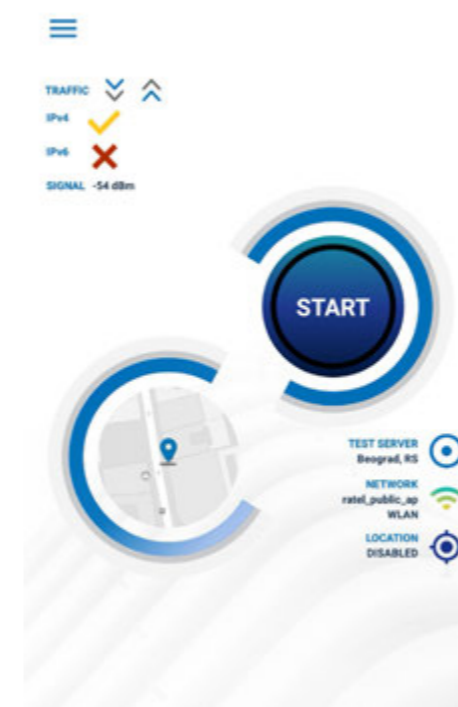 TRAFFIC
IPv4
IPv6
SIGNAL -54 dBm
START
TEST SERVER
Beograd, RS
NETWORK
ratel_public_ap
WLAN
LOCATION
DISABLED